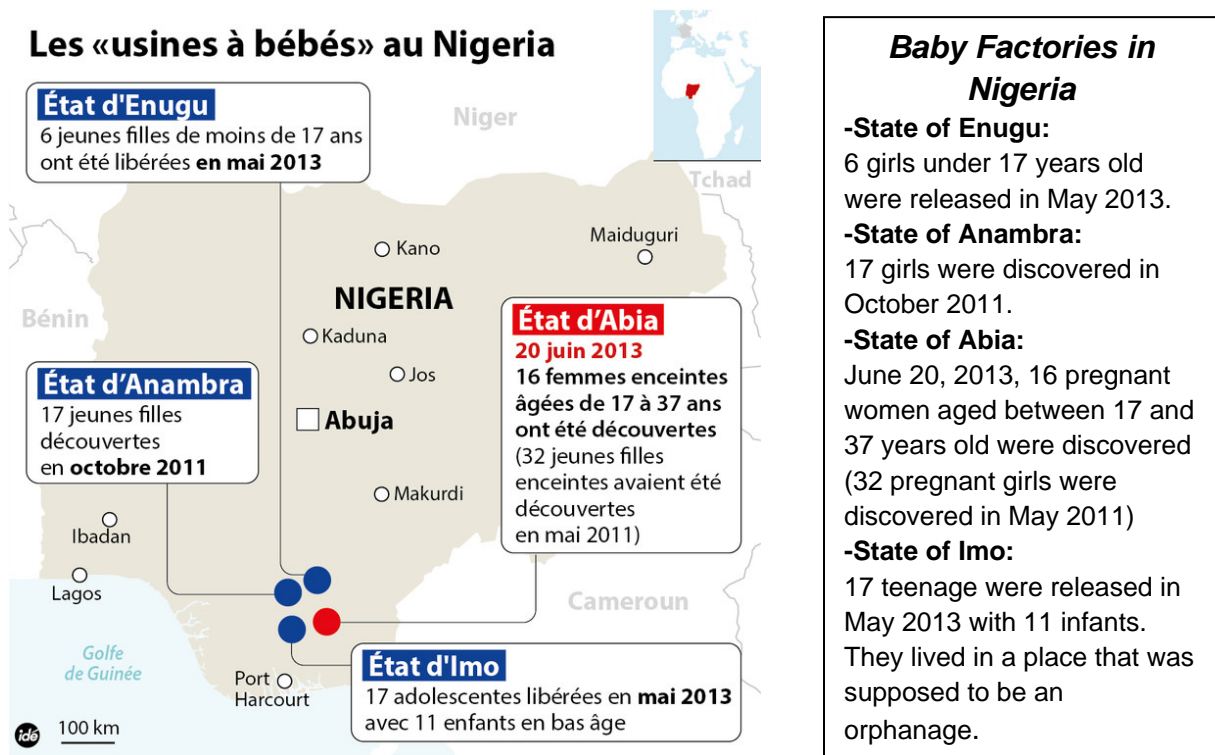 Les «usines à bébés» au Nigeria
État d'Enugu
6 jeunes filles de moins de 17 ans
ont été libérées en mai 2013
Niger
Tchad
Kano
Maiduguri
NIGERIA
Bénin
Kaduna
Jos
Abuja
État d'Abia
20 juin 2013
16 femmes enceintes
âgées de 17 à 37 ans
ont été découvertes
(32 jeunes filles
enceintes avaient été
découvertes
en mai 2011)
État d'Anambra
17 jeunes filles
découvertes
en octobre 2011
Makurdi
Ibadan
Lagos
Cameroun
Golfe
de Guinée
Port
Harcourt
État d'Imo
17 adolescentes libérées en mai 2013
avec 11 enfants en bas âge
idé
100 km
Baby Factories in
Nigeria
-State of Enugu:
6 girls under 17 years old
were released in May 2013.
-State of Anambra:
17 girls were discovered in
October 2011.
-State of Abia:
June 20, 2013, 16 pregnant
women aged between 17 and
37 years old were discovered
(32 pregnant girls were
discovered in May 2011)
-State of Imo:
17 teenage were released in
May 2013 with 11 infants.
They lived in a place that was
supposed to be an
orphanage.